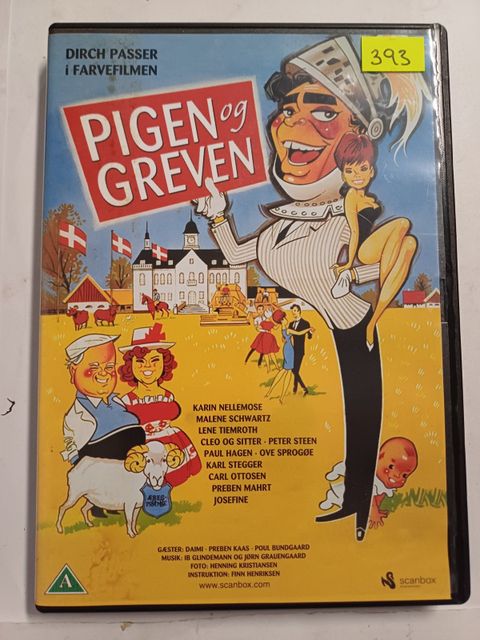 DIRCH PASSER
i FARVEFILMEN
393
PIGEN og
GREVEN
KARIN NELLEMOSE
MALENE SCHWARTZ
LENE TIEMROTH
CLEO OG SITTER · PETER STEEN
PAUL HAGEN · OVE SPROGØE
KARL STEGGER
CARL OTTOSEN
PREBEN MAHRT
JOSEFINE
ÆRES-
PRÆMIE
GÆSTER: DAIMI · PREBEN KAAS · POUL BUNDGAARD
MUSIK: IB GLINDEMANN OG JØRN GRAUENGAARD
FOTO: HENNING KRISTIANSEN
INSTRUKTION: FINN HENRIKSEN
www.scanbox.com
A
scanbox